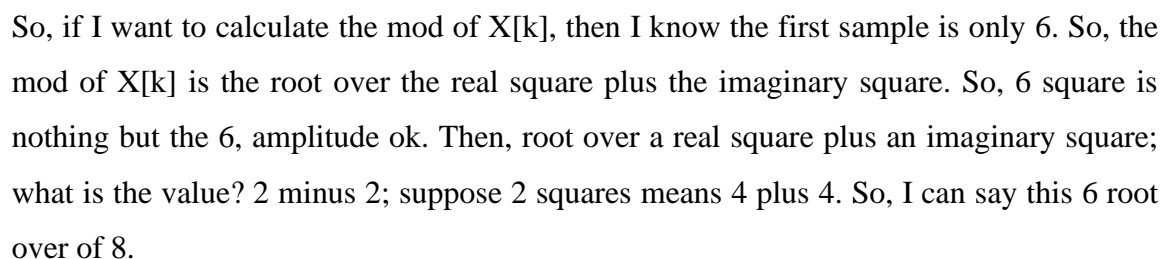 So, if I want to calculate the mod of X[k], then I know the first sample is only 6. So, the
mod of X[k] is the root over the real square plus the imaginary square. So, 6 square is
nothing but the 6, amplitude ok. Then, root over a real square plus an imaginary square;
what is the value? 2 minus 2; suppose 2 squares means 4 plus 4. So, I can say this 6 root
over of 8.